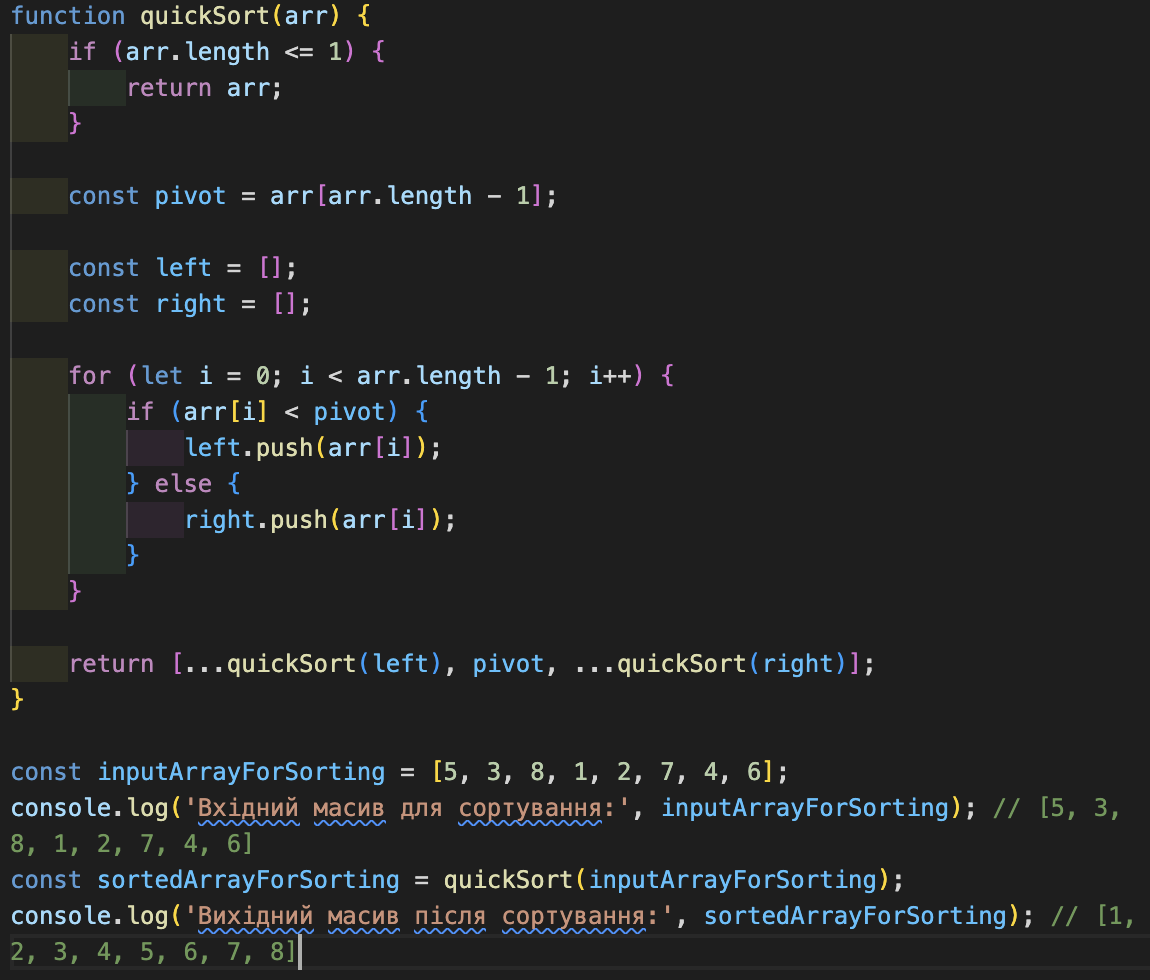 function quickSort(arr) {
    if (arr.length <= 1) {
        return arr;
    }

    const pivot = arr[arr.length - 1];

    const left = [];
    const right = [];

    for (let i = 0; i < arr.length - 1; i++) {
        if (arr[i] < pivot) {
            left.push(arr[i]);
        } else {
            right.push(arr[i]);
        }
    }

    return [...quickSort(left), pivot, ...quickSort(right)];
}

const inputArrayForSorting = [5, 3, 8, 1, 2, 7, 4, 6];
console.log('Вхідний масив для сортування:', inputArrayForSorting); // [5, 3,
8, 1, 2, 7, 4, 6]
const sortedArrayForSorting = quickSort(inputArrayForSorting);
console.log('Вихідний масив після сортування:', sortedArrayForSorting); // [1,
2, 3, 4, 5, 6, 7, 8]